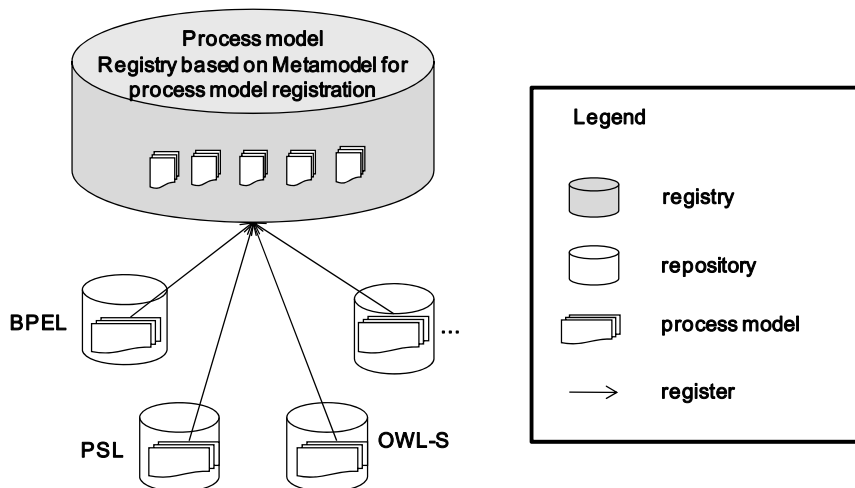 Process model
Registry based on Metamodel for
process model registration
Legend
registry
repository
process model
register
BPEL
...
PSL
OWL-S